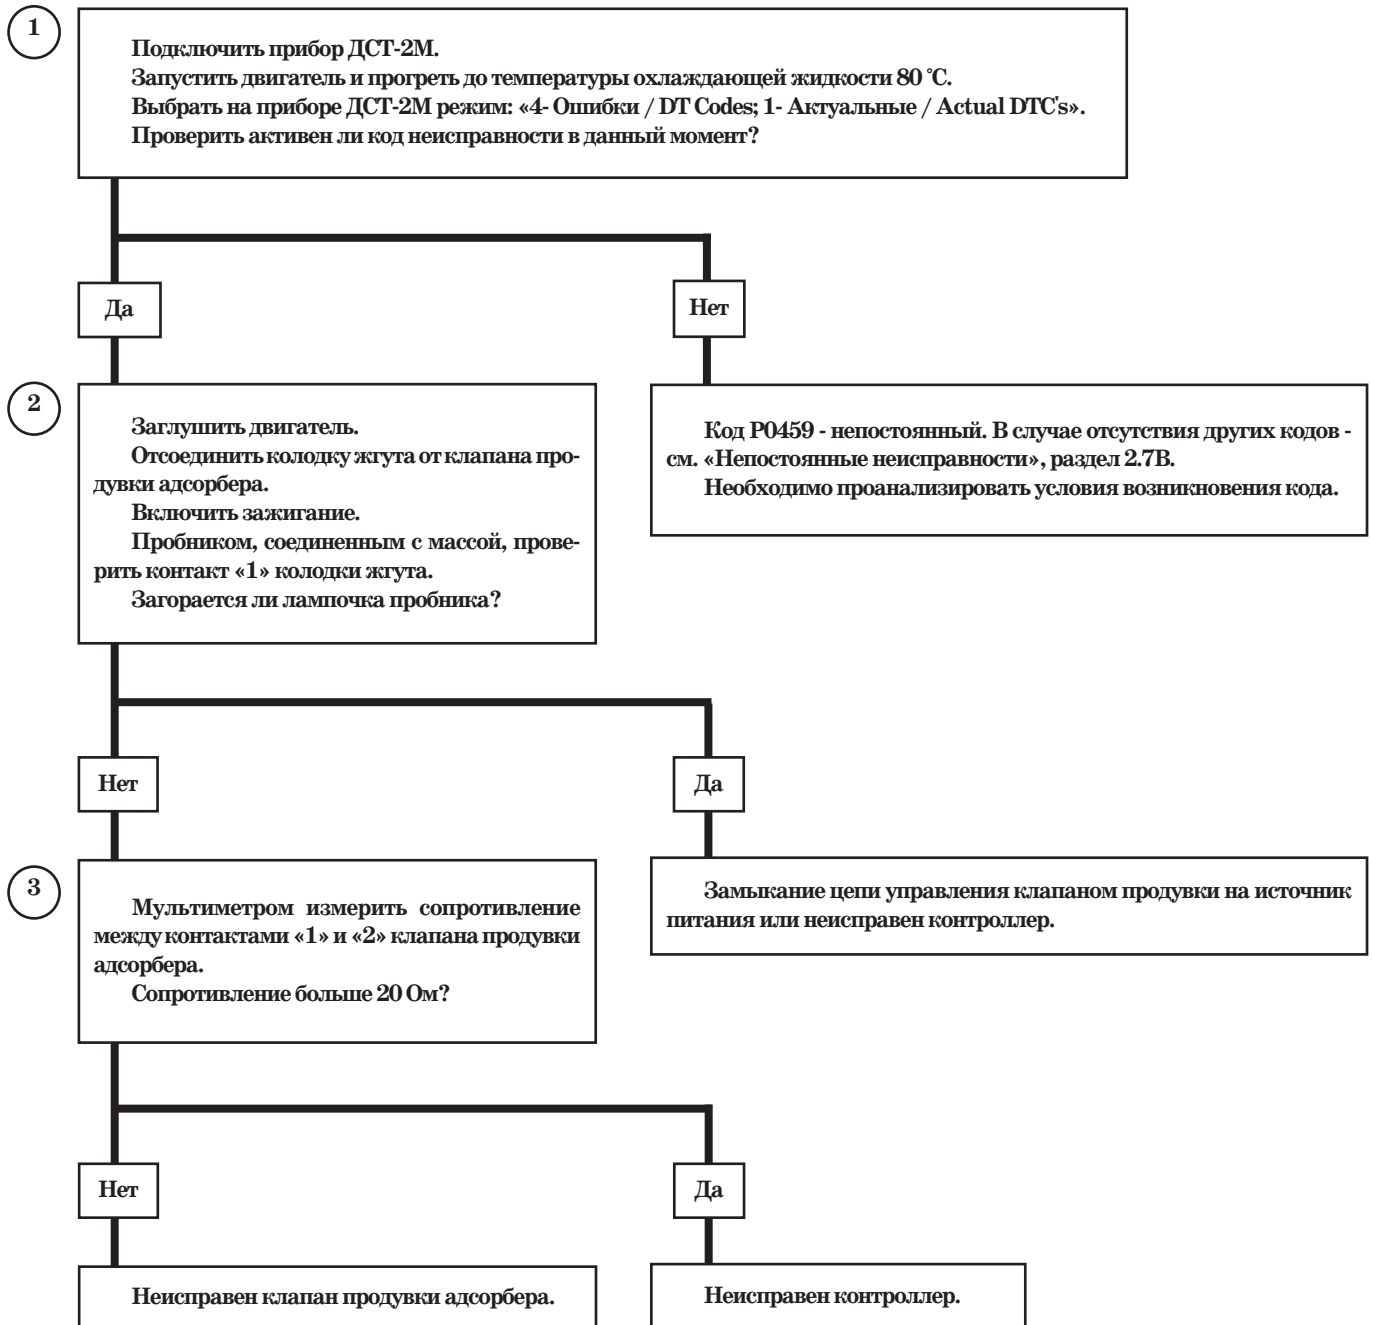 1
Подключить прибор ДСТ-2М.
Запустить двигатель и прогреть до температуры охлаждающей жидкости 80 °С.
Выбрать на приборе ДСТ-2М режим: «4- Ошибки / DT Codes; 1- Актуальные / Actual DTC's».
Проверить активен ли код неисправности в данный момент?
Да
Нет
2
Заглушить двигатель.
Отсоединить колодку жгута от клапана про-
дувки адсорбера.
Включить зажигание.
Пробником, соединенным с массой, прове-
рить контакт «1» колодки жгута.
Загорается ли лампочка пробника?
Код Р0459 - непостоянный. В случае отсутствия других кодов -
см. «Непостоянные неисправности», раздел 2.7В.
Необходимо проанализировать условия возникновения кода.
Нет
Да
3
Мультиметром измерить сопротивление
между контактами «1» и «2» клапана продувки
адсорбера.
Сопротивление больше 20 Ом?
Замыкание цепи управления клапаном продувки на источник
питания или неисправен контроллер.
Нет
Да
Неисправен клапан продувки адсорбера.
Неисправен контроллер.